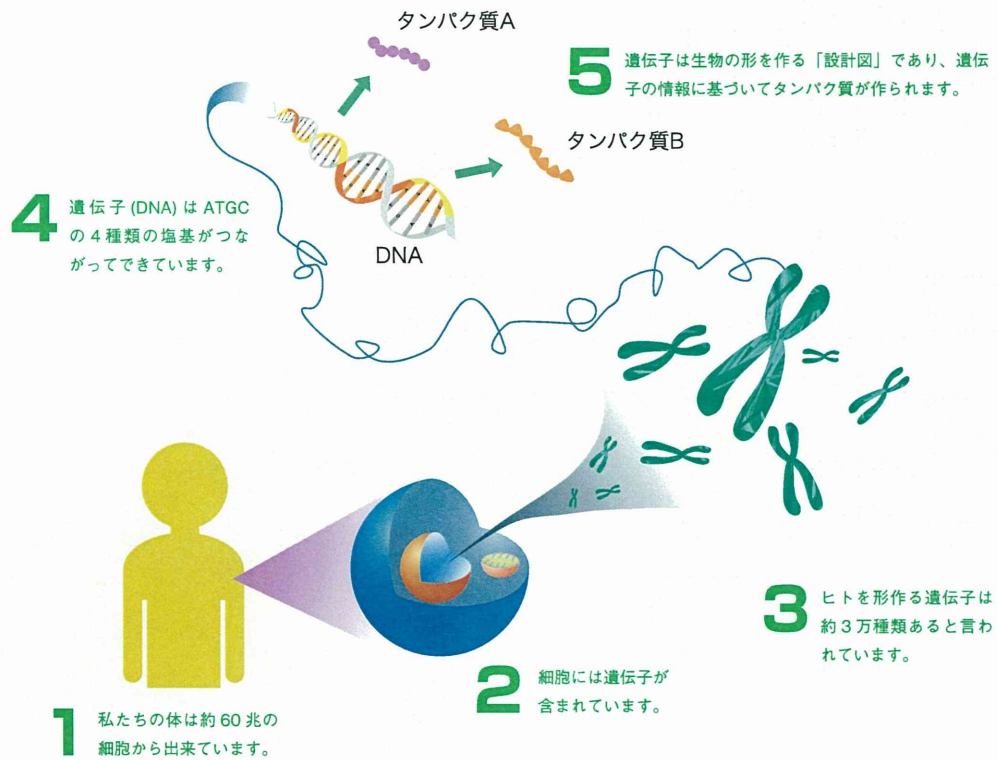 タンパク質A
5
遺伝子は生物の形を作る「設計図」であり、遺伝
子の情報に基づいてタンパク質が作られます。
タンパク質B
4
遺伝子 (DNA) は ATGC
の4種類の塩基がつな
がってできています。
DNA
3
ヒトを形作る遺伝子は
約3万種類あると言わ
れています。
2
細胞には遺伝子が
含まれています。
1
私たちの体は約60兆の
細胞から出来ています。